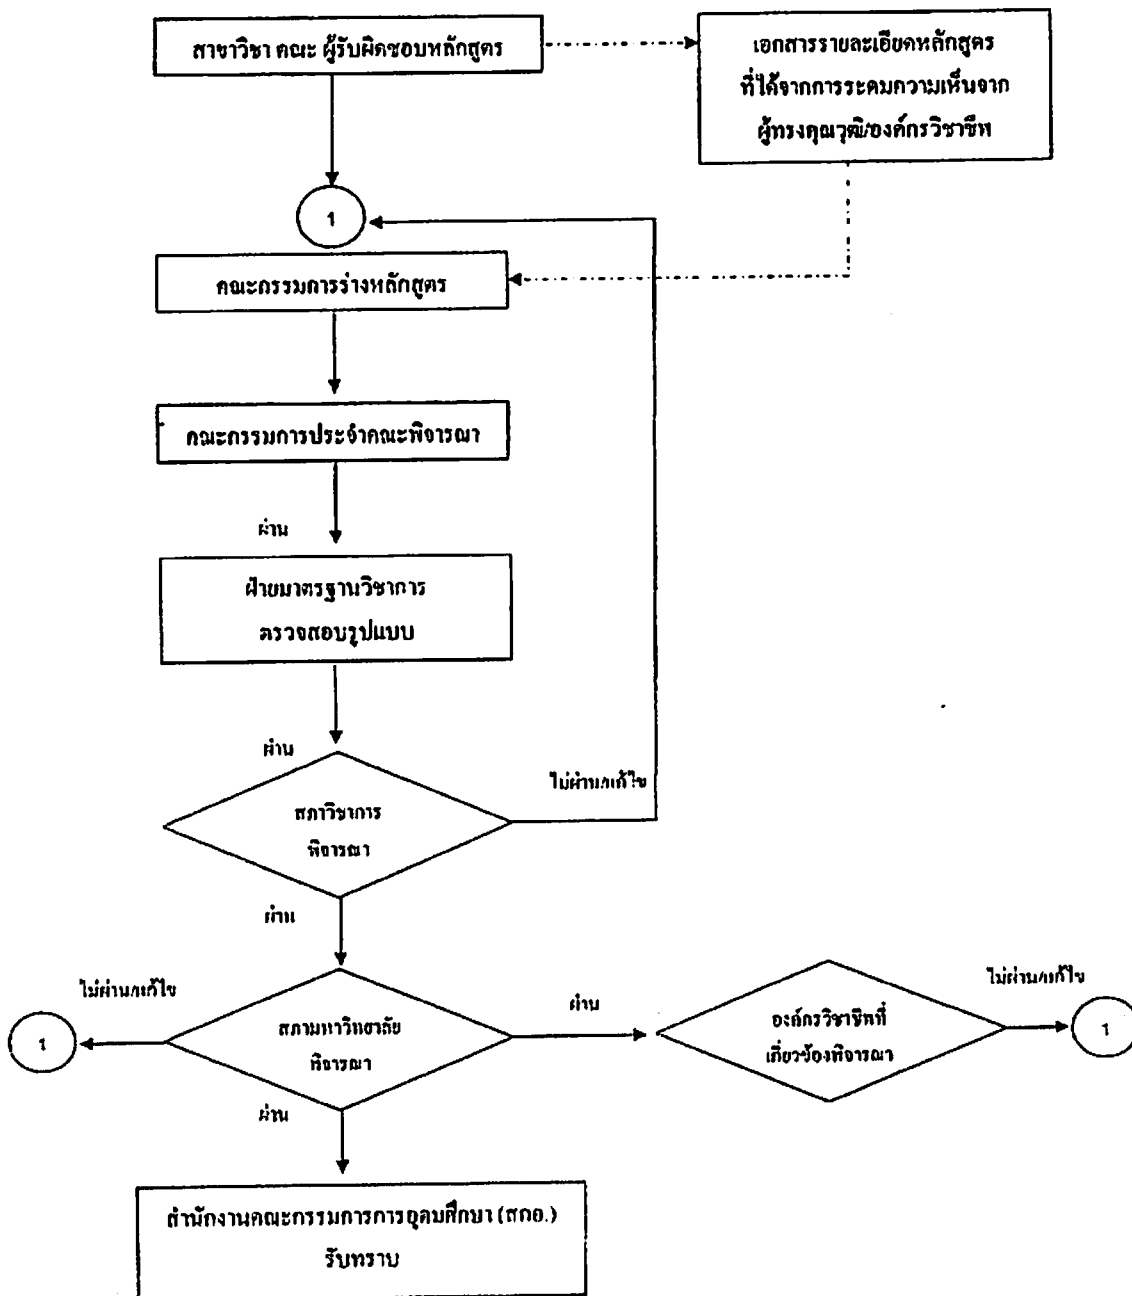 สาขาวิชา คณะ ผู้รับผิดชอบหลักสูตร
เอกสารรายละเอียดหลักสูตร
ที่ได้จากการระดมความเห็นจาก
ผู้ทรงคุณวุฒิ/องค์กรวิชาชีพ
1
คณะกรรมการร่างหลักสูตร
คณะกรรมการประจำคณะพิจารณา
ผ่าน
ฝ่ายมาตรฐานวิชาการ
ตรวจสอบรูปแบบ
ผ่าน
ไม่ผ่าน/แก้ไข
สภาวิชาการ
พิจารณา
ผ่าน
ไม่ผ่าน/แก้ไข
1
สภามหาวิทยาลัย
พิจารณา
ผ่าน
องค์กรวิชาชีพที่
เกี่ยวข้องพิจารณา
ไม่ผ่าน/แก้ไข
1
ผ่าน
สำนักงานคณะกรรมการการอุดมศึกษา (สกอ.)
รับทราบ